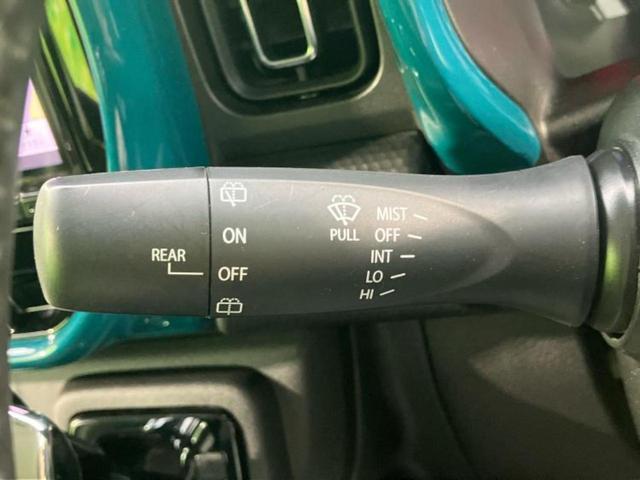 REAR
ON
OFF
PULL
MIST
OFF
INT
LO
HI